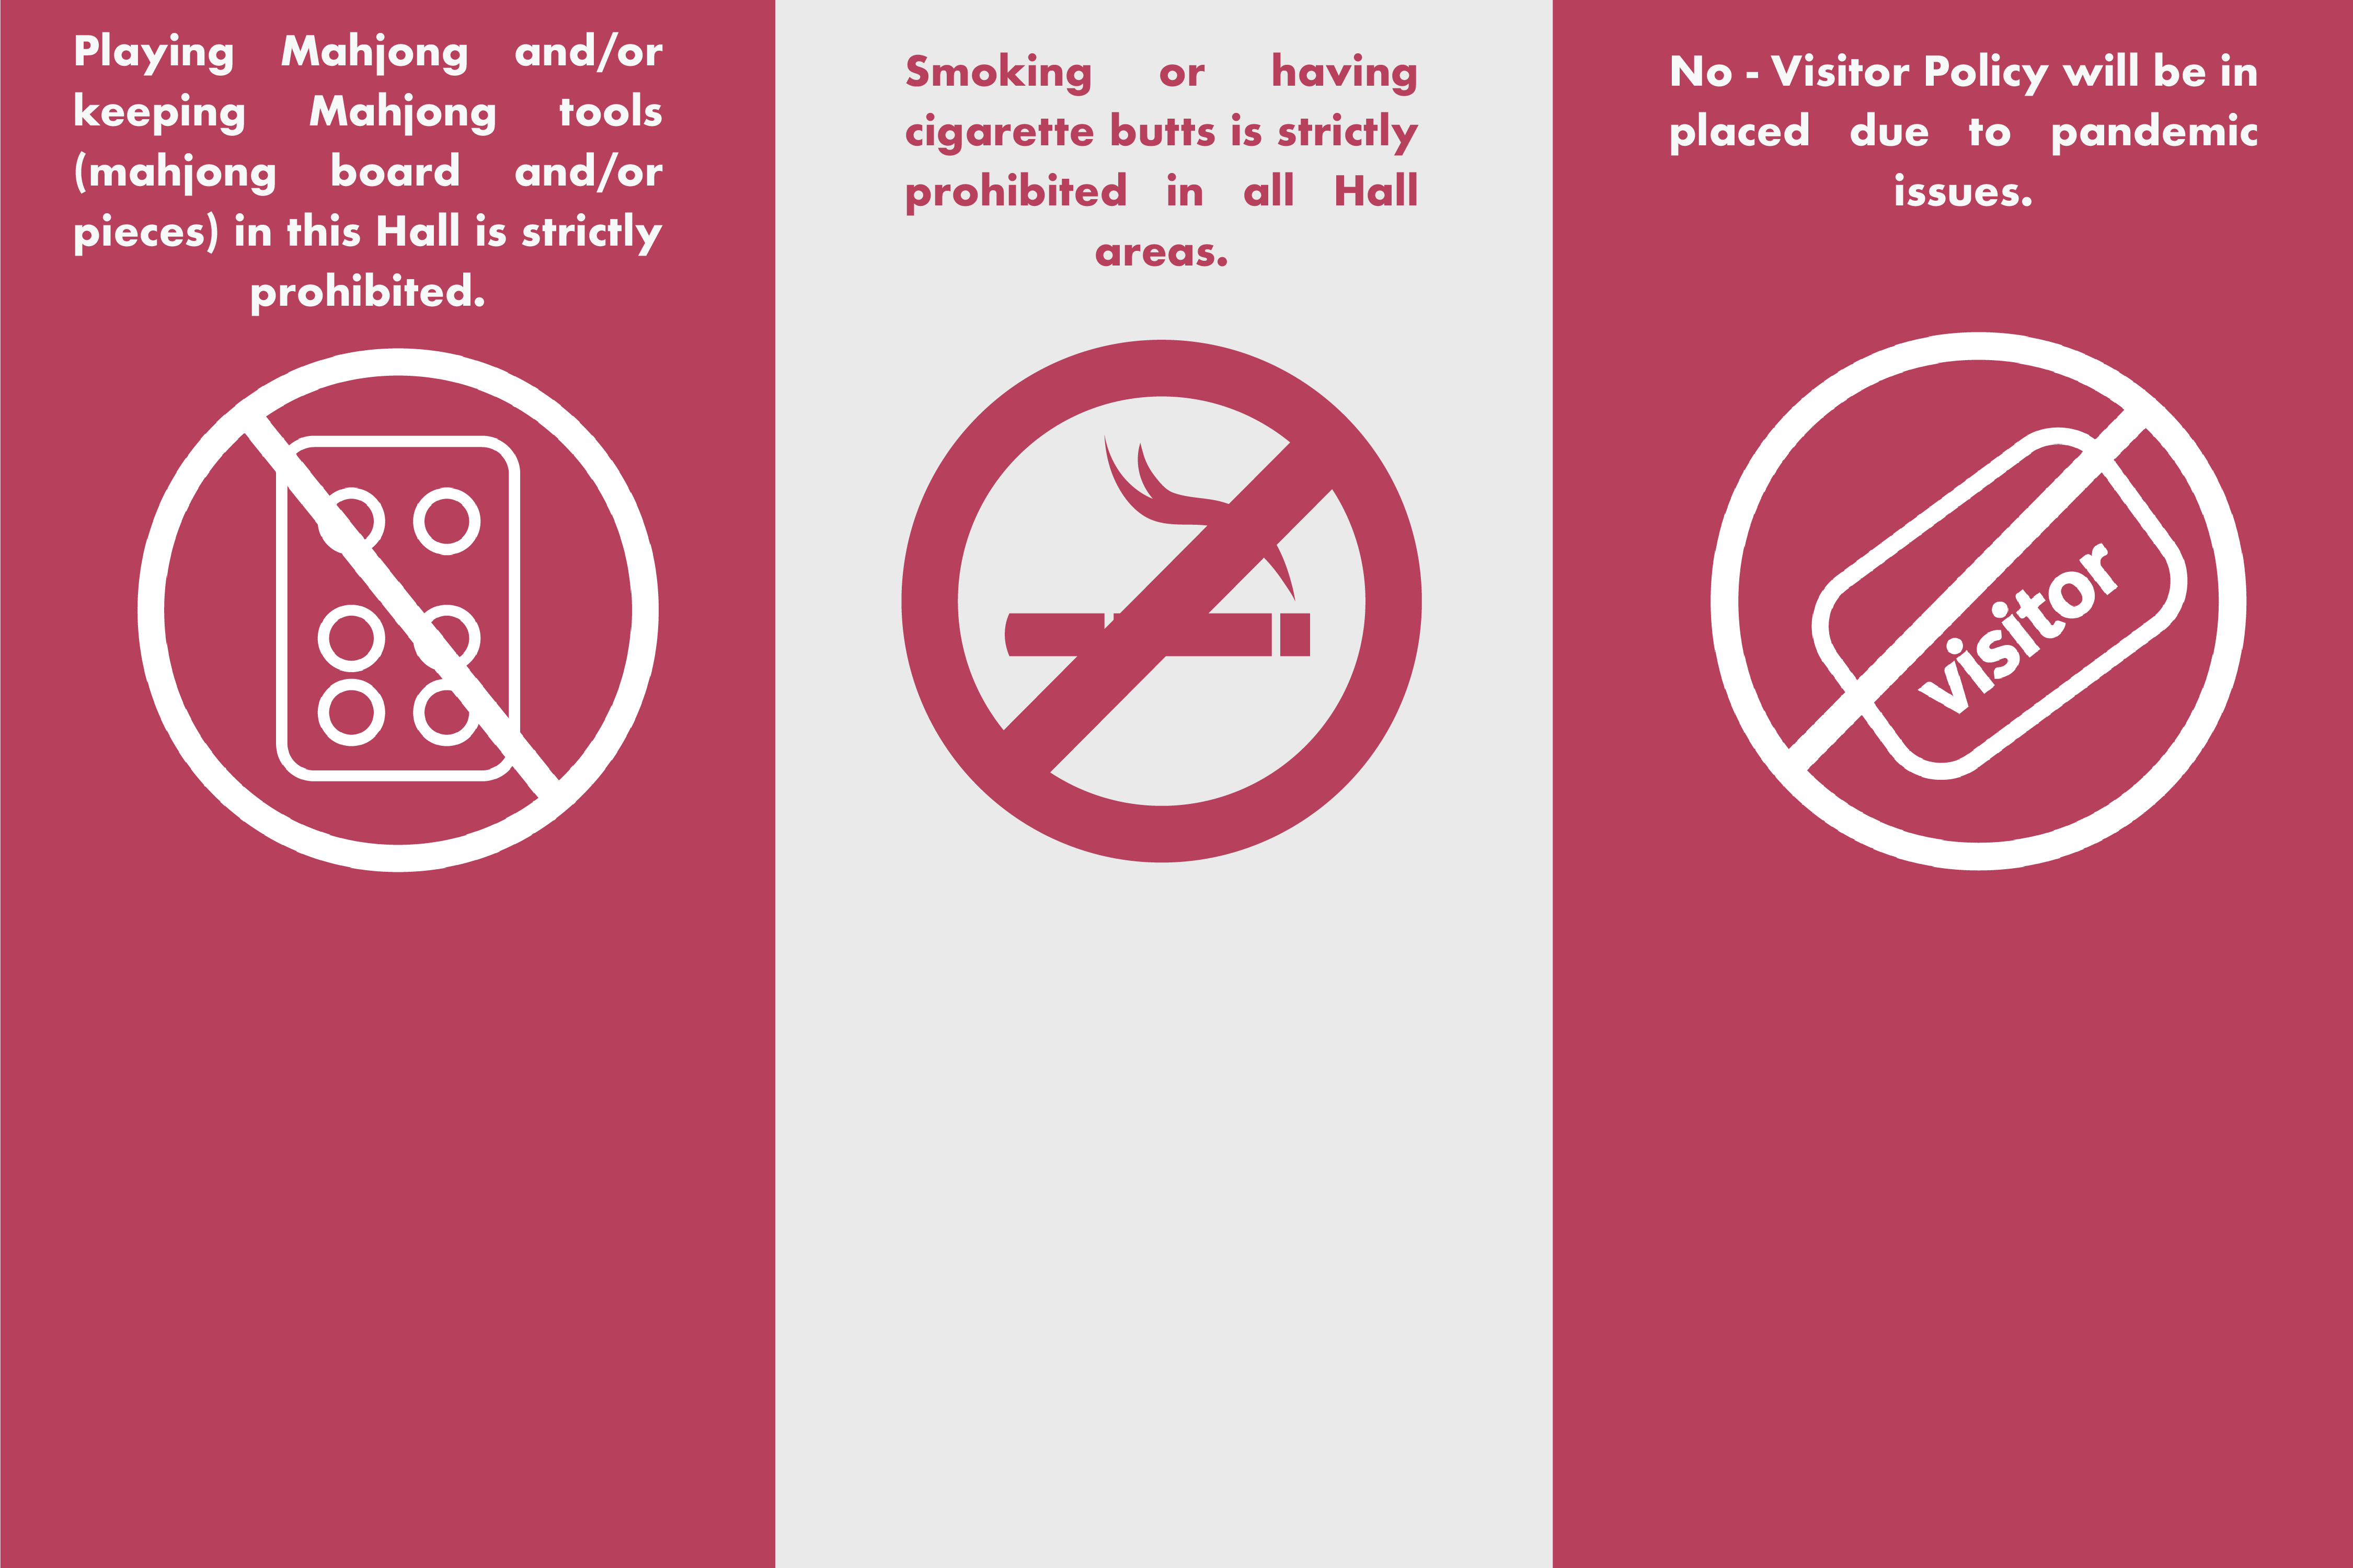 Playing Mahjong and/or
keeping Mahjong tools
(mahjong board and/or
pieces) in this Hall is strictly
prohibited.
Smoking or having
cigarette butts is strictly
prohibited in all Hall
areas.
No - Visitor Policy will be in
placed due to pandemic
issues.
visitor